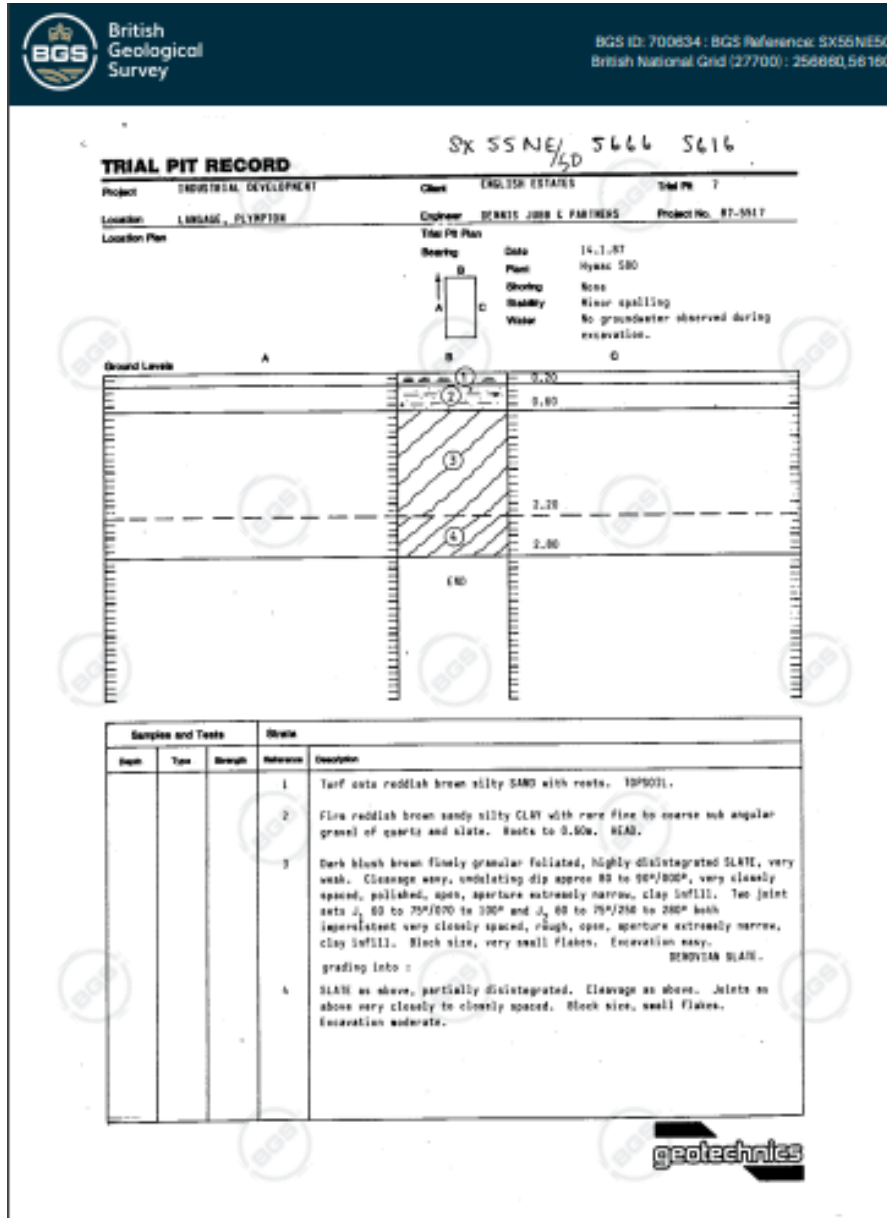 British
Geological
Survey
BGS
BGS ID: 700634 : BGS Reference: SX55NE50
British National Grid (27700) : 256660,56160
SX 55 NE/50 5666 5616
TRIAL PIT RECORD
Project INDUSTRIAL DEVELOPMENT Client ENGLISH ESTATES Trial Pit 7
Location LANGAGE, PLYMPTON Engineer DENNIS JUBB & PARTNERS Project No. 87-5517
Location Plan Trial Pit Plan
Bearing Date 14.1.87
B Plant Hymac 580
Shoring None
A C Stability Minor spalling
Water No groundwater observed during
excavation.
Ground Levels A B C
1 0.20
2 0.60
3
2.20
4
2.80
END
Samples and Tests Strata
Depth Type Strength Reference Description
1 Turf onto reddish brown silty SAND with roots. TOPSOIL.
2 Firm reddish brown sandy silty CLAY with rare fine to coarse sub angular
gravel of quartz and slate. Roots to 0.60m. HEAD.
3 Dark blush brown finely granular foliated, highly disintegrated SLATE, very
weak. Cleavage wavy, undulating dip approx 80 to 90°/000°, very closely
spaced, polished, open, aperture extremely narrow, clay infill. Two joint
sets J, 60 to 75°/070 to 100° and J₂ 60 to 75°/250 to 280° both
impersistent very closely spaced, rough, open, aperture extremely narrow,
clay infill. Block size, very small flakes. Excavation easy.
DEVONIAN SLATE.
grading into :
4 SLATE as above, partially disintegrated. Cleavage as above. Joints as
above very closely to closely spaced. Block size, small flakes.
Excavation moderate.
geotechnics